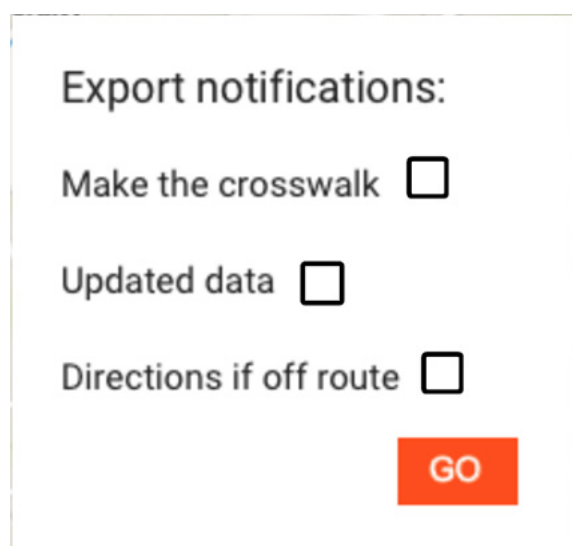 Export notifications:
Make the crosswalk
Updated data
Directions if off route
GO